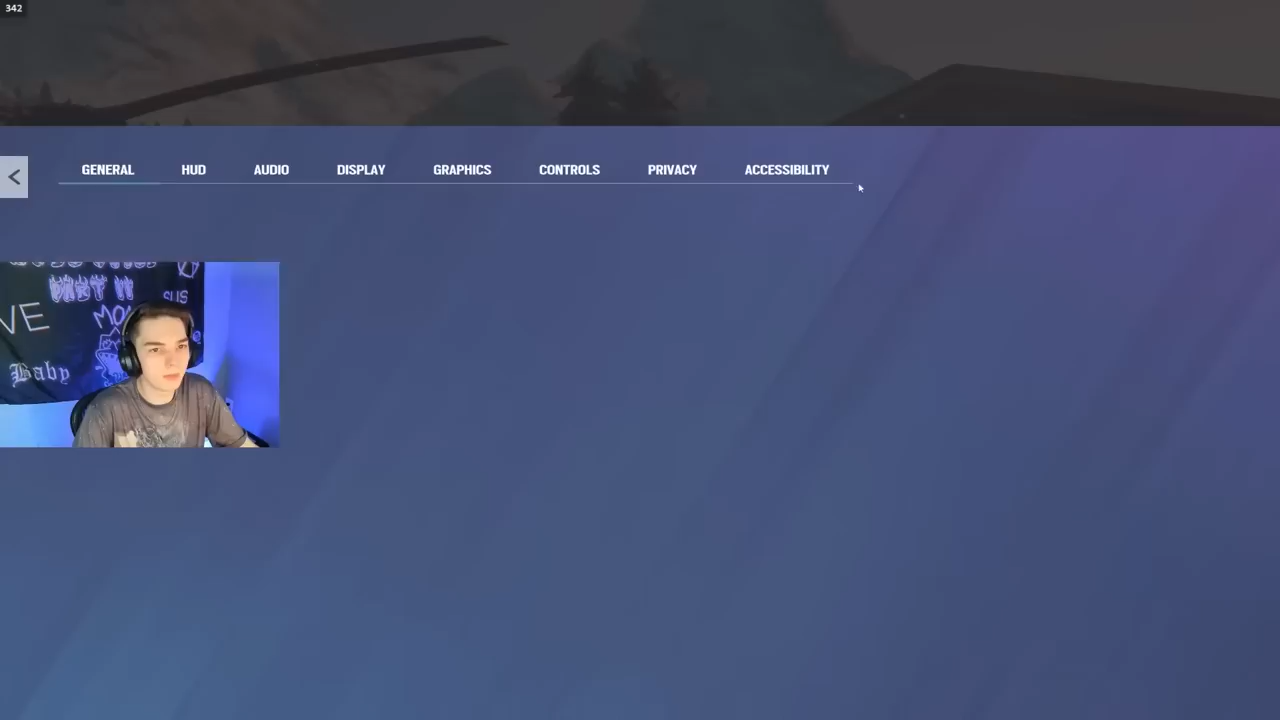 342
GENERAL HUD AUDIO DISPLAY GRAPHICS CONTROLS PRIVACY ACCESSIBILITY
SUS
VE
Baby